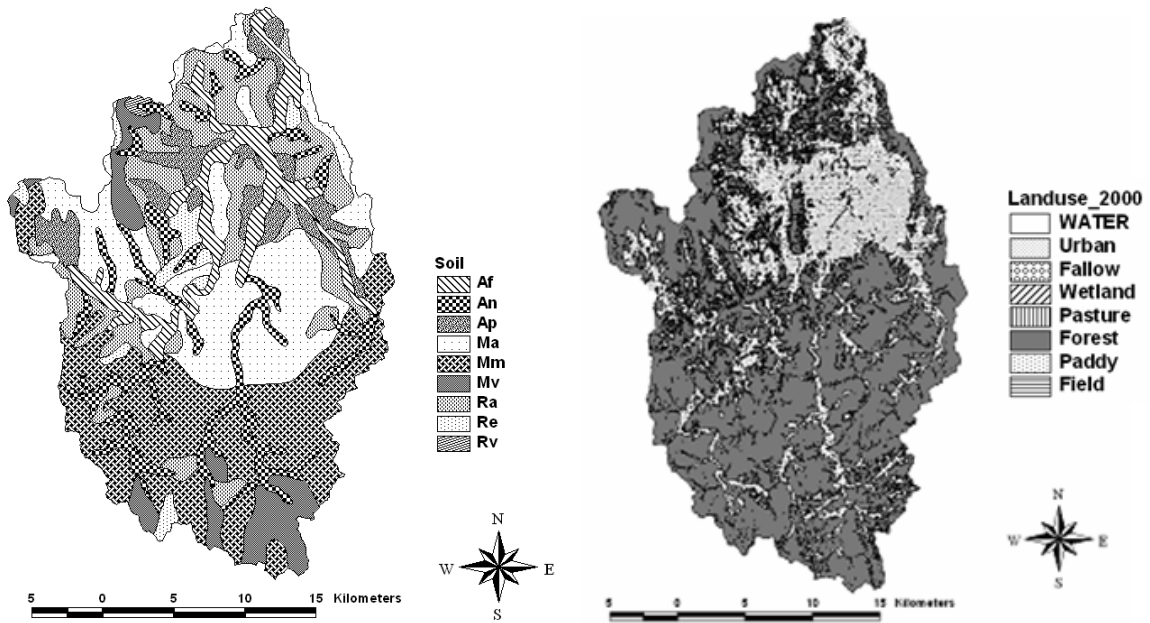 Soil
Af
An
Ap
Ma
Mm
Mv
Ra
Re
Rv
N
W E
S
5 0 5 10 15 Kilometers
Landuse_2000
WATER
Urban
Fallow
Wetland
Pasture
Forest
Paddy
Field
N
W E
S
5 0 5 10 15 Kilometers